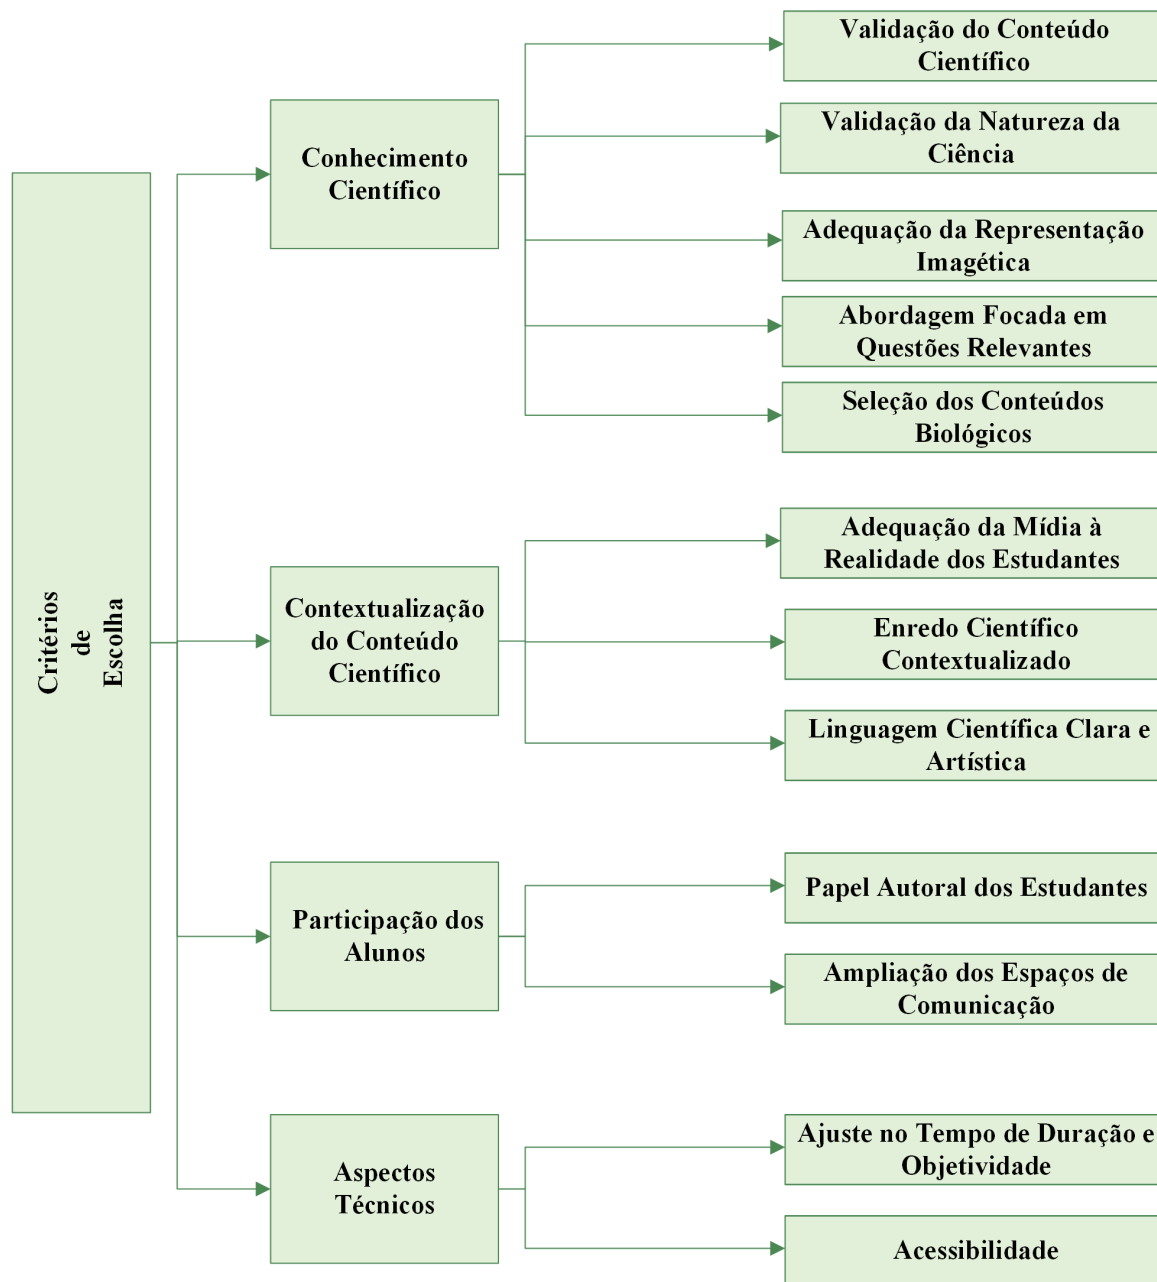 Critérios
de
Escolha
Conhecimento
Científico
Validação do Conteúdo
Científico
Validação da Natureza da
Ciência
Adequação da Representação
Imagética
Abordagem Focada em
Questões Relevantes
Seleção dos Conteúdos
Biológicos
Contextualização
do Conteúdo
Científico
Adequação da Mídia à
Realidade dos Estudantes
Enredo Científico
Contextualizado
Linguagem Científica Clara e
Artística
Participação dos
Alunos
Papel Autoral dos Estudantes
Ampliação dos Espaços de
Comunicação
Aspectos
Técnicos
Ajuste no Tempo de Duração e
Objetividade
Acessibilidade